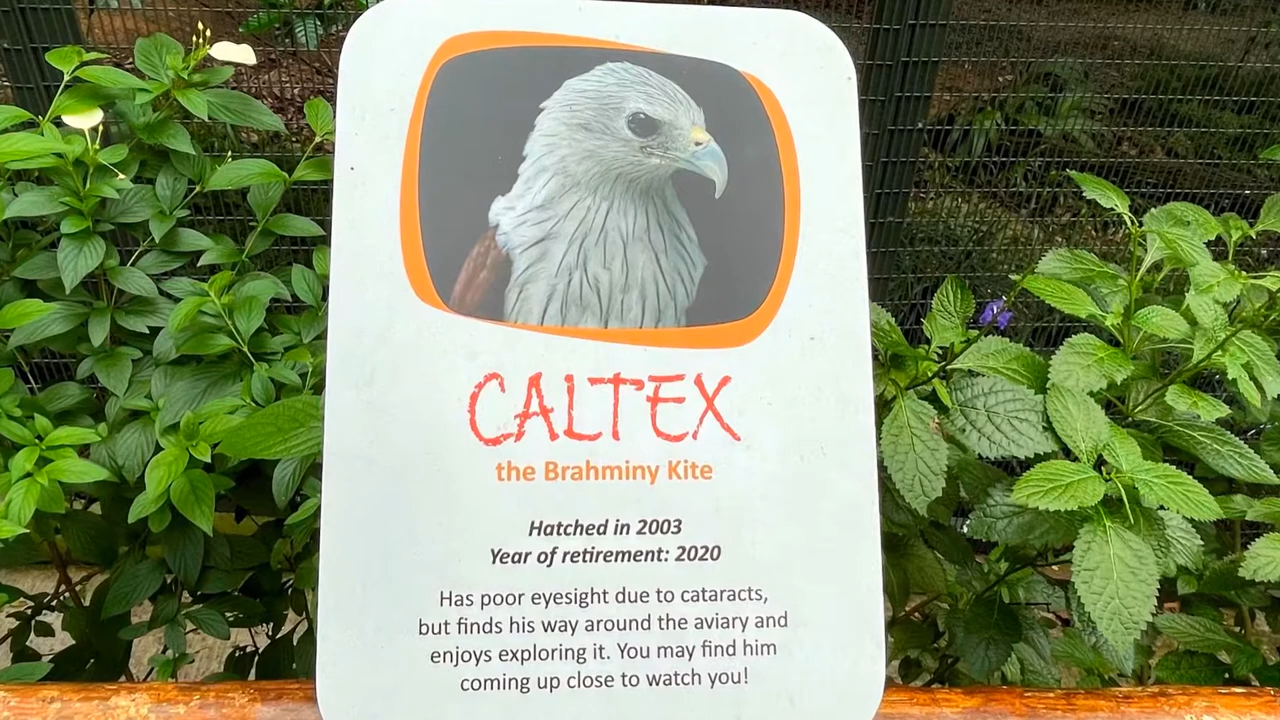 CALTEX
the Brahminy Kite
Hatched in 2003
Year of retirement: 2020
Has poor eyesight due to cataracts,
but finds his way around the aviary and
enjoys exploring it. You may find him
coming up close to watch you!